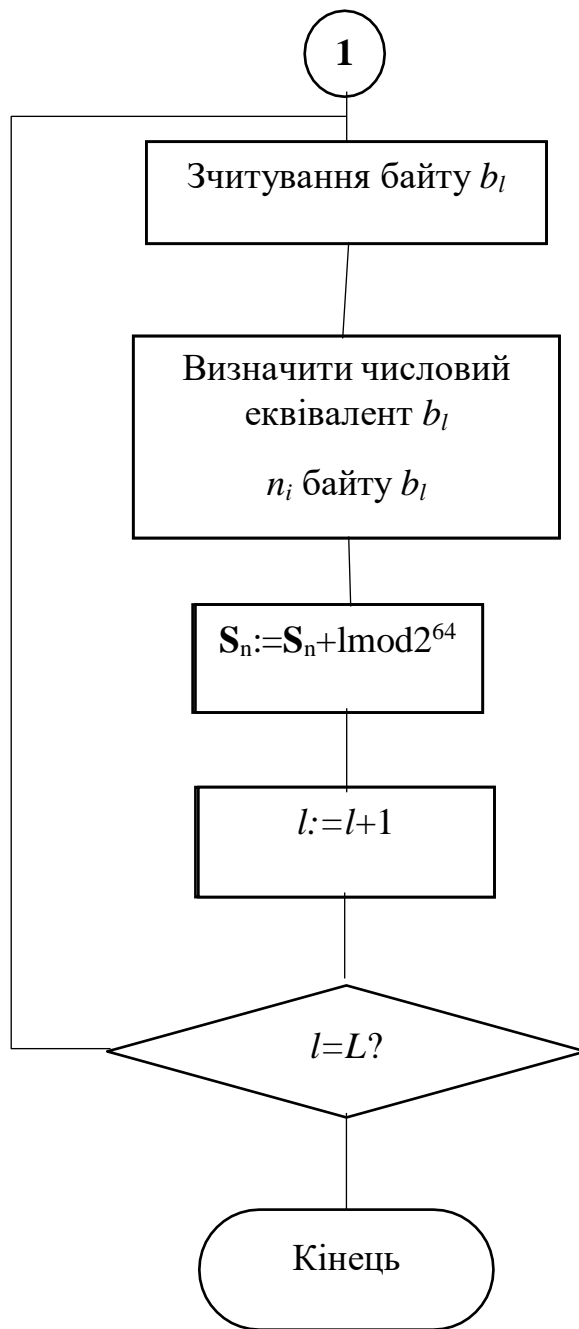 1
Зчитування байту bₗ
Визначити числовий
еквівалент bₗ
nᵢ байту bₗ
Sₙ:=Sₙ+lmod2⁶⁴
l:=l+1
l=L?
Кінець